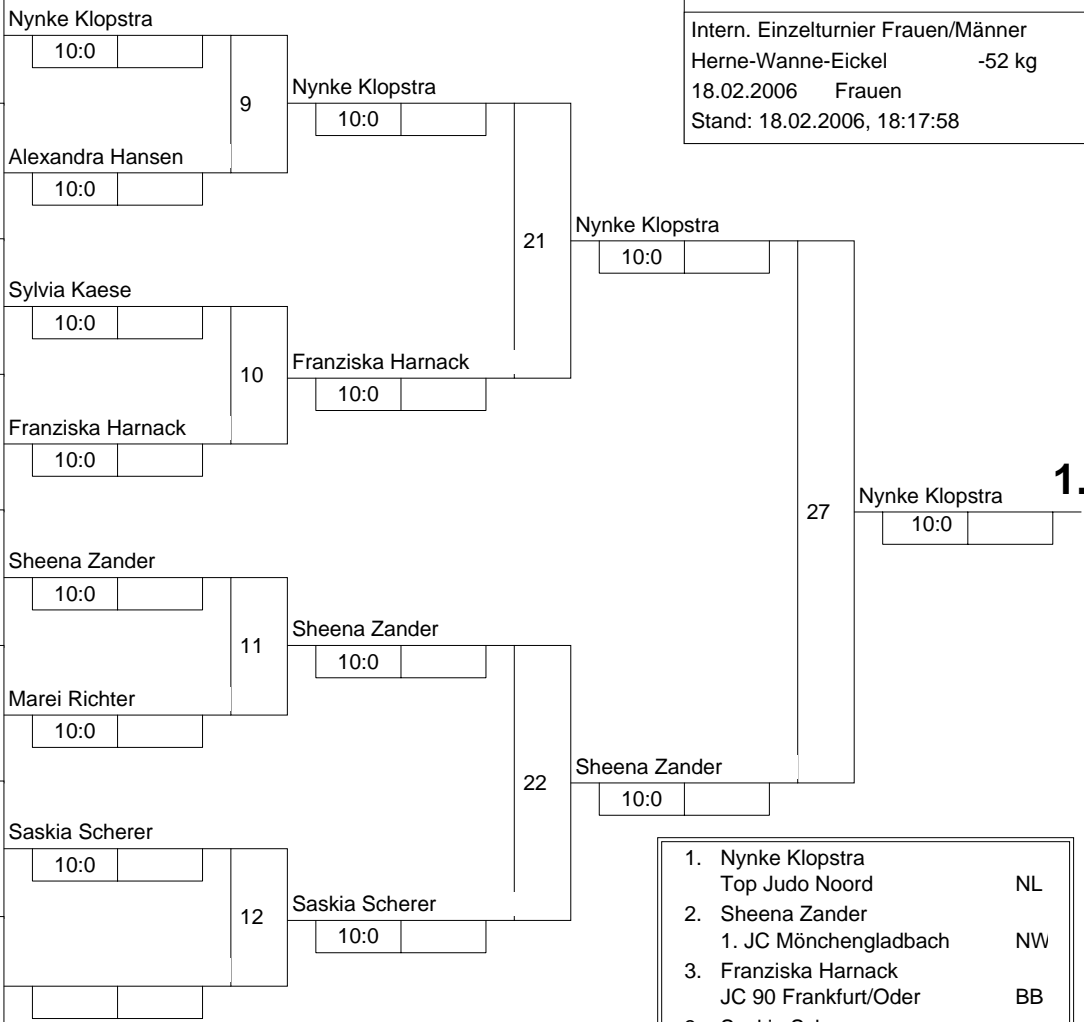 Nynke Klopstra
10:0
Intern. Einzelturnier Frauen/Männer
Herne-Wanne-Eickel -52 kg
18.02.2006 Frauen
Stand: 18.02.2006, 18:17:58
9
Nynke Klopstra
10:0
Alexandra Hansen
10:0
21
Nynke Klopstra
10:0
Sylvia Kaese
10:0
10
Franziska Harnack
10:0
Franziska Harnack
10:0
27
Nynke Klopstra 1.
10:0
Sheena Zander
10:0
11
Sheena Zander
10:0
Marei Richter
10:0
22
Sheena Zander
10:0
Saskia Scherer
10:0
12
Saskia Scherer
10:0
1. Nynke Klopstra
Top Judo Noord NL
2. Sheena Zander
1. JC Mönchengladbach NW
3. Franziska Harnack
JC 90 Frankfurt/Oder BB